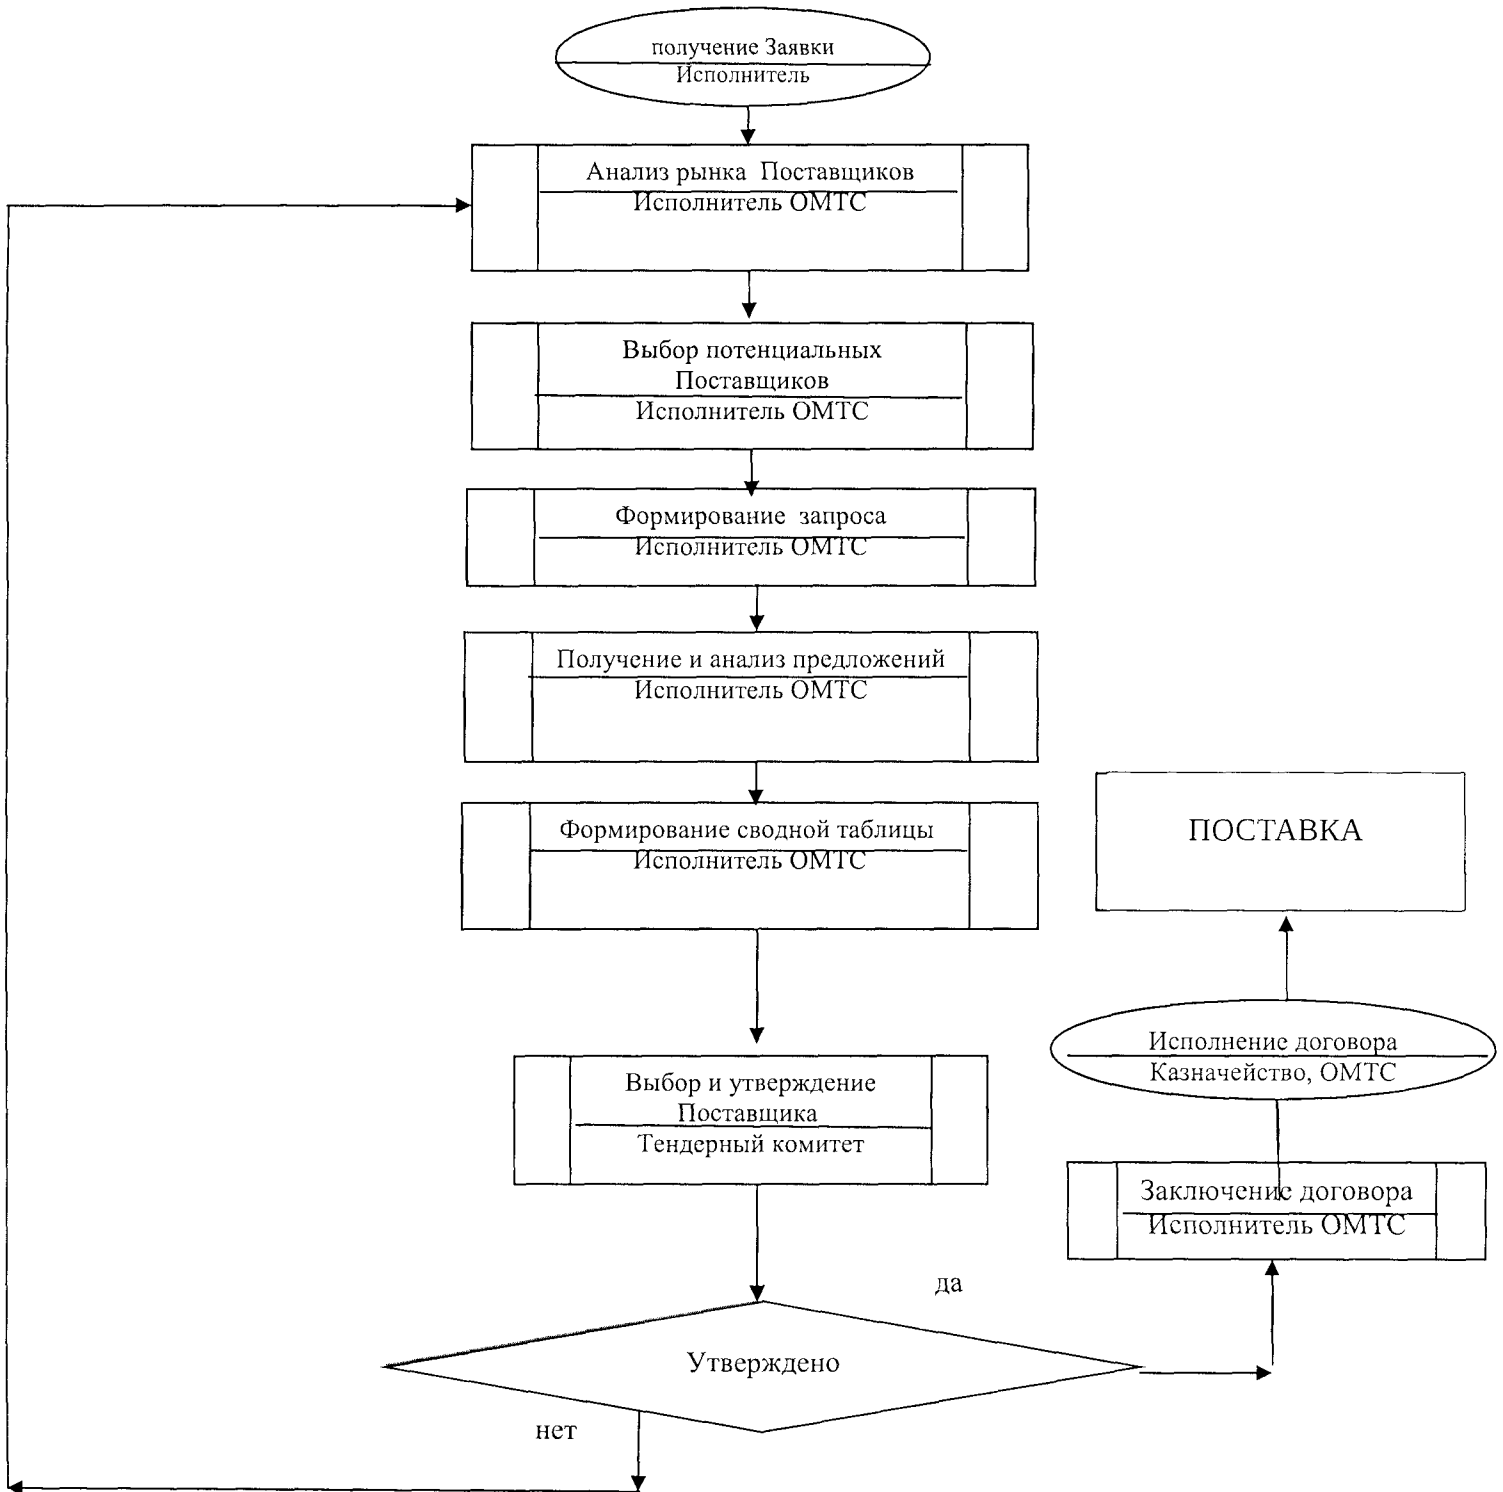 получение Заявки
Исполнитель
Анализ рынка Поставщиков
Исполнитель ОМТС
Выбор потенциальных
Поставщиков
Исполнитель ОМТС
Формирование запроса
Исполнитель ОМТС
Получение и анализ предложений
Исполнитель ОМТС
Формирование сводной таблицы
Исполнитель ОМТС
ПОСТАВКА
Исполнение договора
Казначейство, ОМТС
Выбор и утверждение
Поставщика
Тендерный комитет
Заключение договора
Исполнитель ОМТС
да
Утверждено
нет